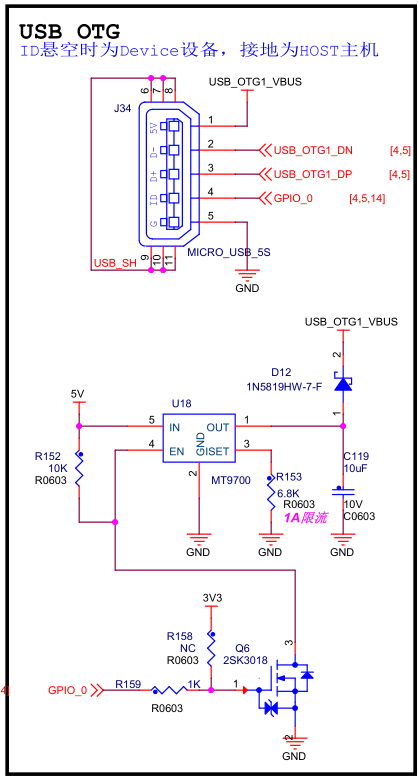 USB OTG
ID悬空时为Device设备，接地为HOST主机
6 7 8
J34
USB_OTG1_VBUS
5V 1
D- 2 USB_OTG1_DN [4,5]
D+ 3 USB_OTG1_DP [4,5]
ID 4 GPIO_0 [4,5,14]
G 5
MICRO_USB_5S
USB_SH
9 10 11
GND
USB_OTG1_VBUS
2
D12
1N5819HW-7-F
1
5V
U18
5 IN OUT 1
4 EN GND ISET 3
2
MT9700
R152
10K
R0603
R153
6.8K
R0603
1A限流
C119
10uF
10V
C0603
GND
GND
GND
3V3
R158
NC
R0603
Q6
2SK3018
3
1
2
4]
GPIO_0
R159
1K
R0603
GND